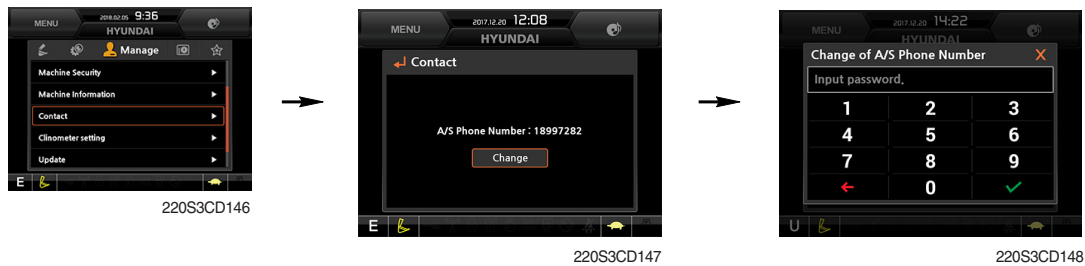 MENU
2018.02.05 9:36
HYUNDAI
Manage
Machine Security
Machine Information
Contact
Clinometer setting
Update
E
220S3CD146
MENU
2017.12.20 12:08
HYUNDAI
Contact
A/S Phone Number : 18997282
Change
E
220S3CD147
MENU
2017.12.20 14:22
HYUNDAI
Change of A/S Phone Number X
Input password.
1 2 3
4 5 6
7 8 9
← 0 ✓
U
220S3CD148